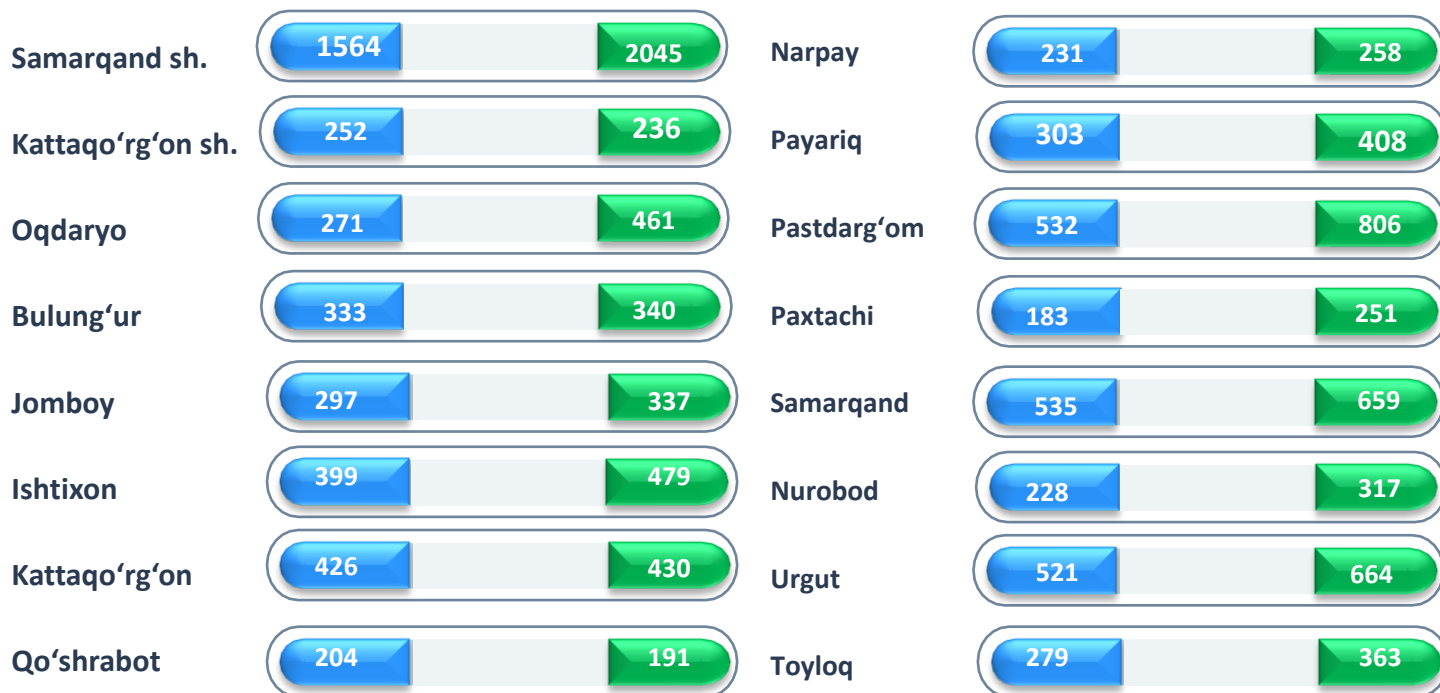 Samarqand sh. 1564 2045
Kattaqo‘rg‘on sh. 252 236
Oqdaryo 271 461
Bulung‘ur 333 340
Jomboy 297 337
Ishtixon 399 479
Kattaqo‘rg‘on 426 430
Qo‘shrabot 204 191
Narpay 231 258
Payariq 303 408
Pastdarg‘om 532 806
Paxtachi 183 251
Samarqand 535 659
Nurobod 228 317
Urgut 521 664
Toyloq 279 363